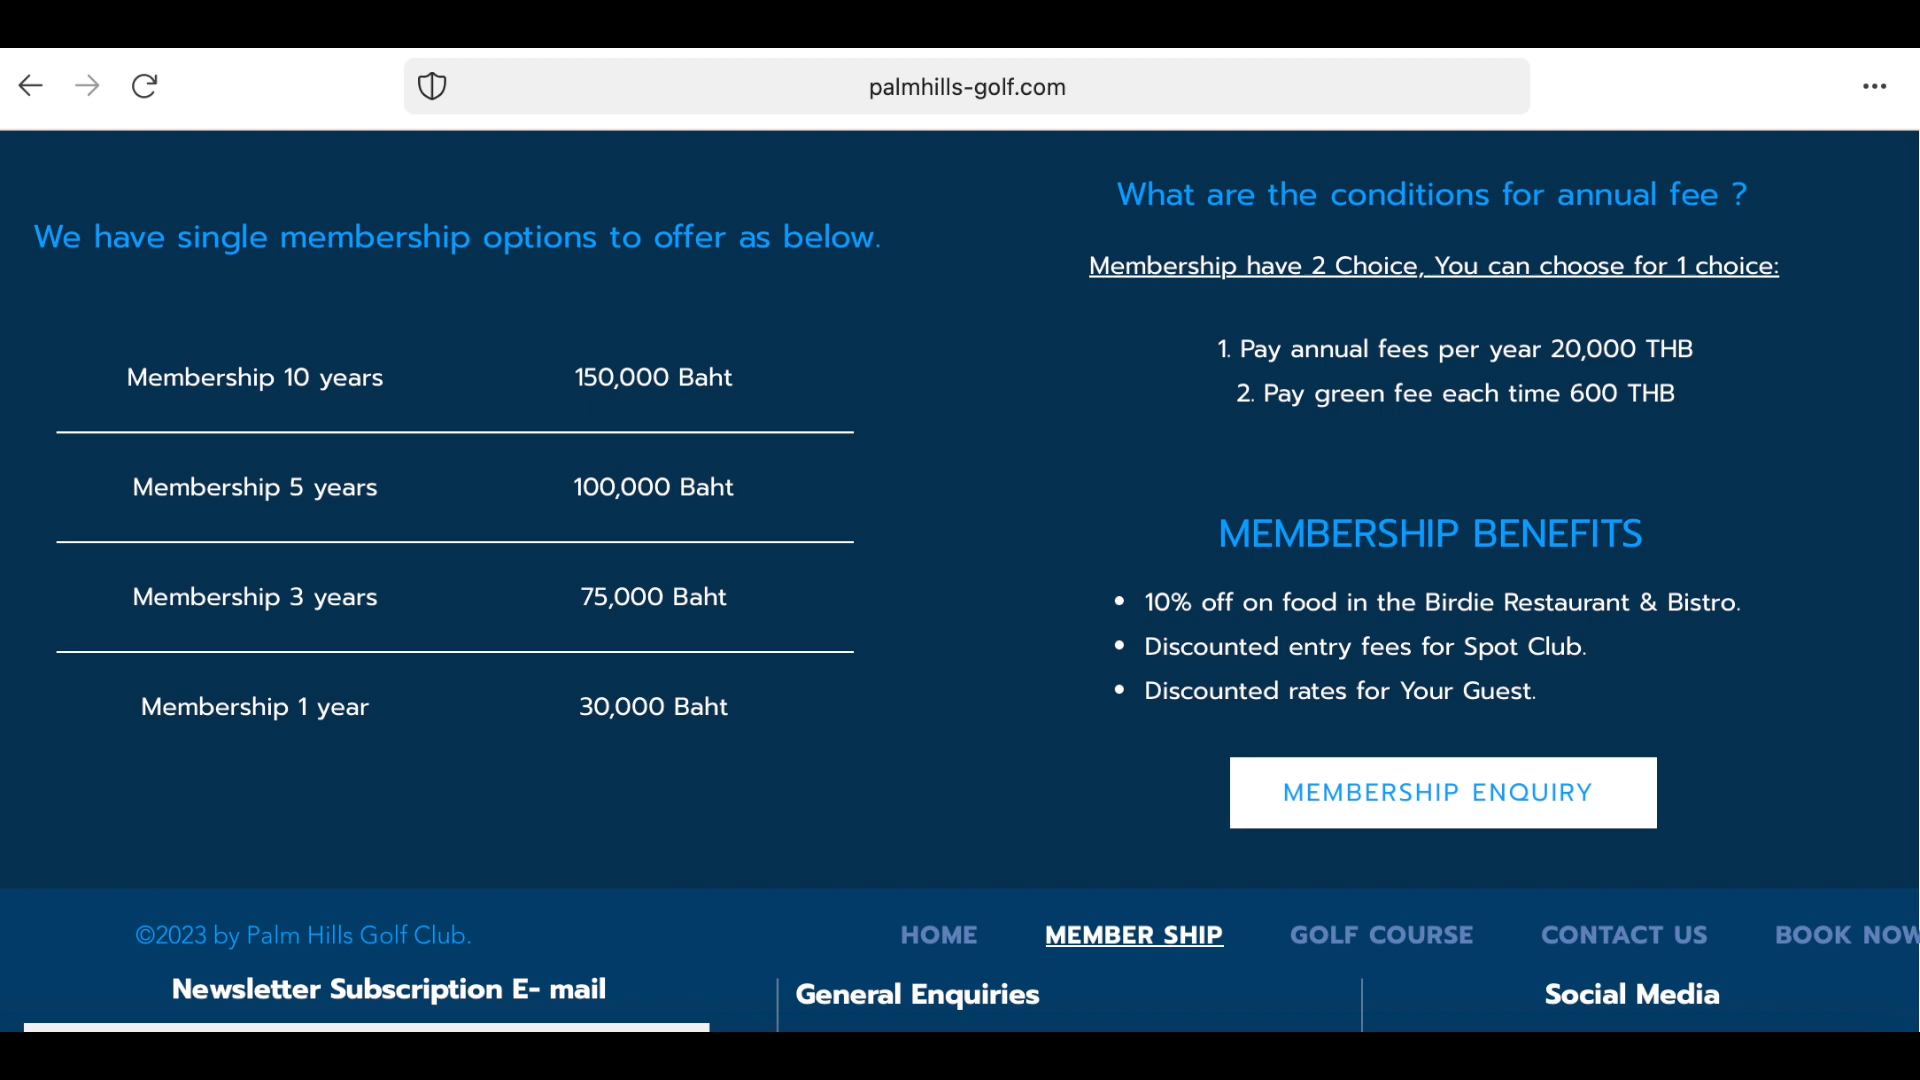 palmhills-golf.com
We have single membership options to offer as below.
Membership 10 years 150,000 Baht
Membership 5 years 100,000 Baht
Membership 3 years 75,000 Baht
Membership 1 year 30,000 Baht
What are the conditions for annual fee ?
Membership have 2 Choice, You can choose for 1 choice:
1. Pay annual fees per year 20,000 THB
2. Pay green fee each time 600 THB
MEMBERSHIP BENEFITS
• 10% off on food in the Birdie Restaurant & Bistro.
• Discounted entry fees for Spot Club.
• Discounted rates for Your Guest.
MEMBERSHIP ENQUIRY
©2023 by Palm Hills Golf Club.
HOME MEMBER SHIP GOLF COURSE CONTACT US BOOK NOW
Newsletter Subscription E- mail
General Enquiries
Social Media